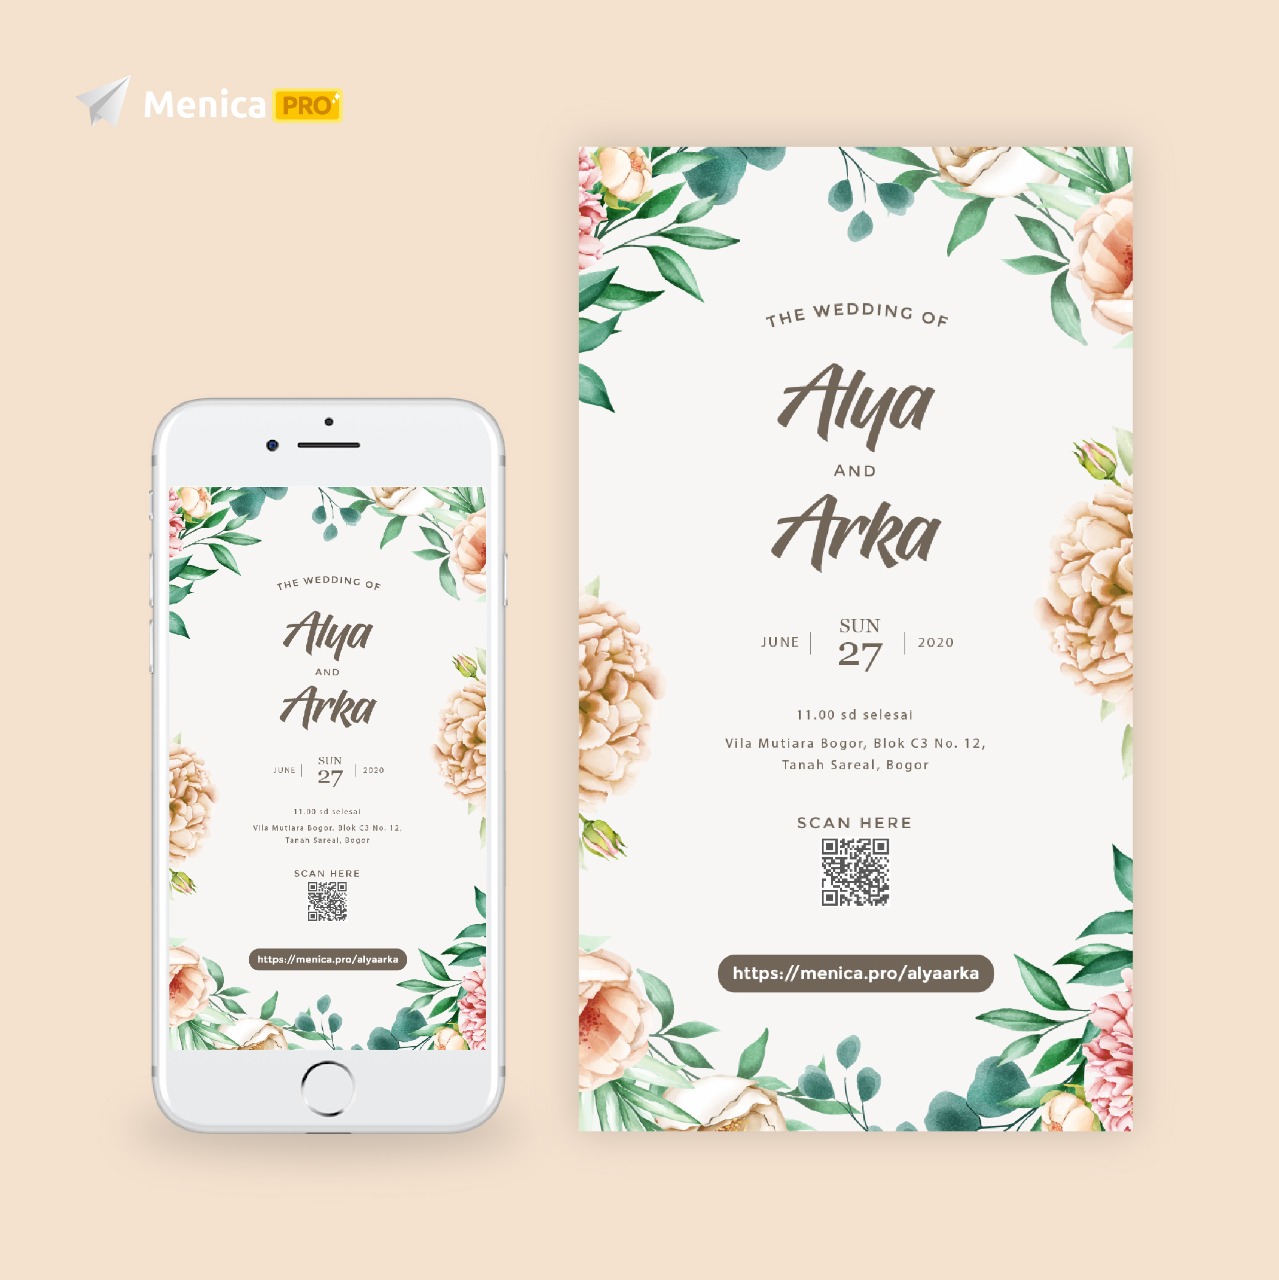 Menica PRO
THE WEDDING OF
Alya
AND
Arka
JUNE | SUN 27 | 2020
11.00 sd selesai
Vila Mutiara Bogor, Blok C3 No. 12,
Tanah Sareal, Bogor
SCAN HERE
https://menica.pro/alyaarka
THE WEDDING OF
Alya
AND
Arka
JUNE | SUN 27 | 2020
11.00 sd selesai
Vila Mutiara Bogor, Blok C3 No. 12,
Tanah Sareal, Bogor
SCAN HERE
https://menica.pro/alyaarka